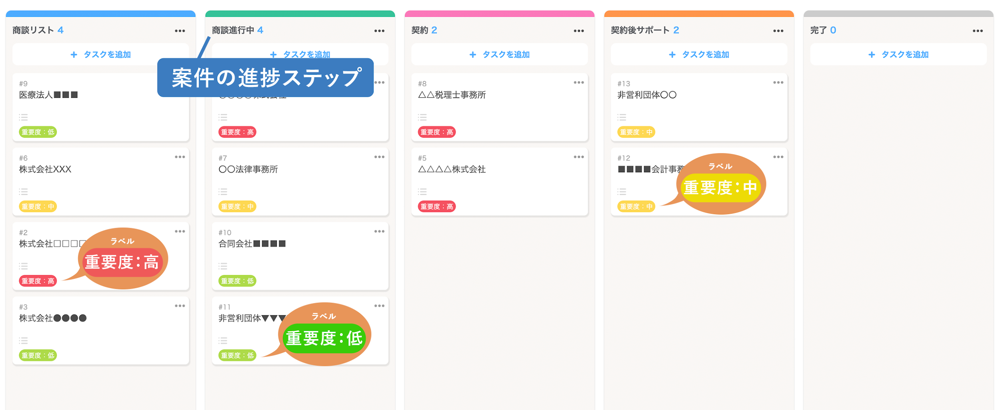 商談リスト 4
+ タスクを追加
#9
医療法人■■■
重要度：低
#6
株式会社XXX
重要度：中
#2
株式会社□□□□
ラベル
重要度：高
重要度：高
#3
株式会社●●●●
重要度：低
商談進行中 4
+ タスクを追加
案件の進捗ステップ
重要度：高
#7
〇〇法律事務所
重要度：中
#10
合同会社■■■■
重要度：低
#11
非営利団体▼▼▼
ラベル
重要度：低
重要度：低
契約 2
+ タスクを追加
#8
△△税理士事務所
重要度：高
#5
△△△△株式会社
重要度：高
契約後サポート 2
+ タスクを追加
#13
非営利団体〇〇
重要度：中
#12
■■■■会計事務
ラベル
重要度：中
重要度：中
完了 0
+ タスクを追加